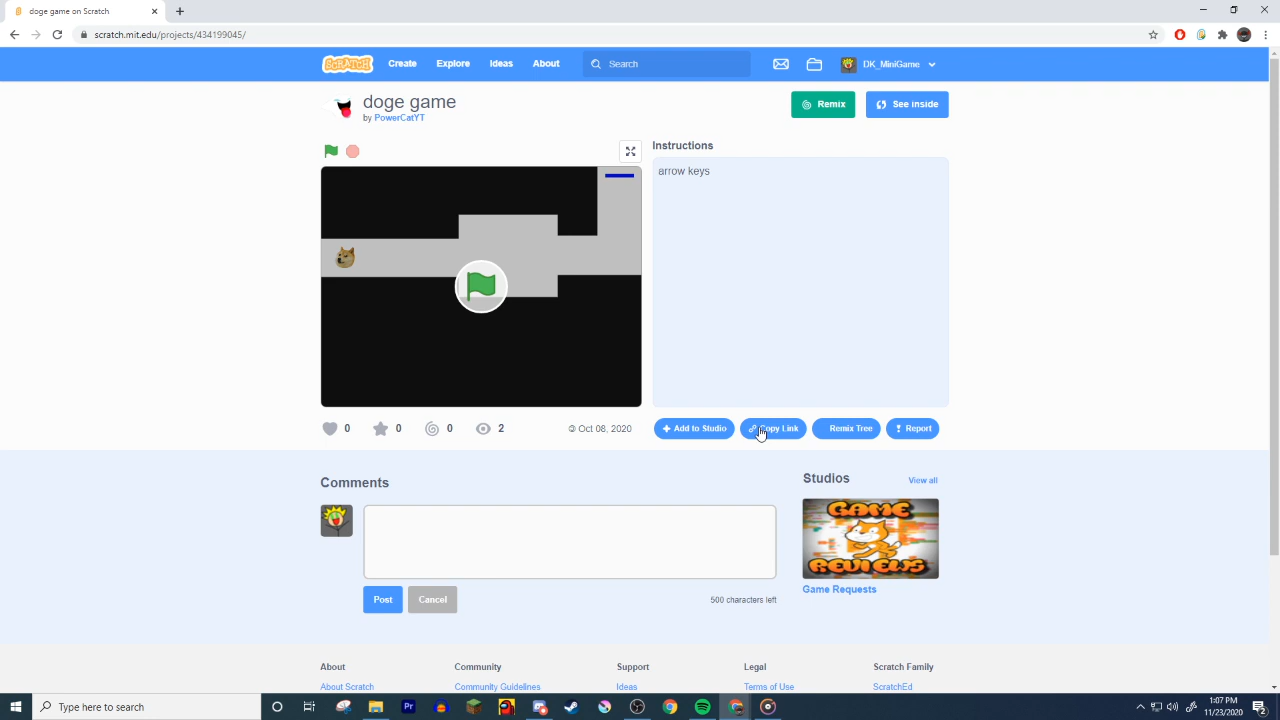 doge game on Scratch
scratch.mit.edu/projects/434199045/
SCRATCH
Create
Explore
Ideas
About
Search
DK_MiniGame
doge game
by PowerCatYT
Remix
See inside
Instructions
arrow keys
0
0
0
2
© Oct 08, 2020
Add to Studio
Copy Link
Remix Tree
Report
Comments
Studios
View all
GAME
REVIEWS
Game Requests
Post
Cancel
500 characters left
About
Community
Support
Legal
Scratch Family
About Scratch
Community Guidelines
Ideas
Terms of Use
ScratchEd
Type here to search
Pr
1:07 PM
11/23/2020
2